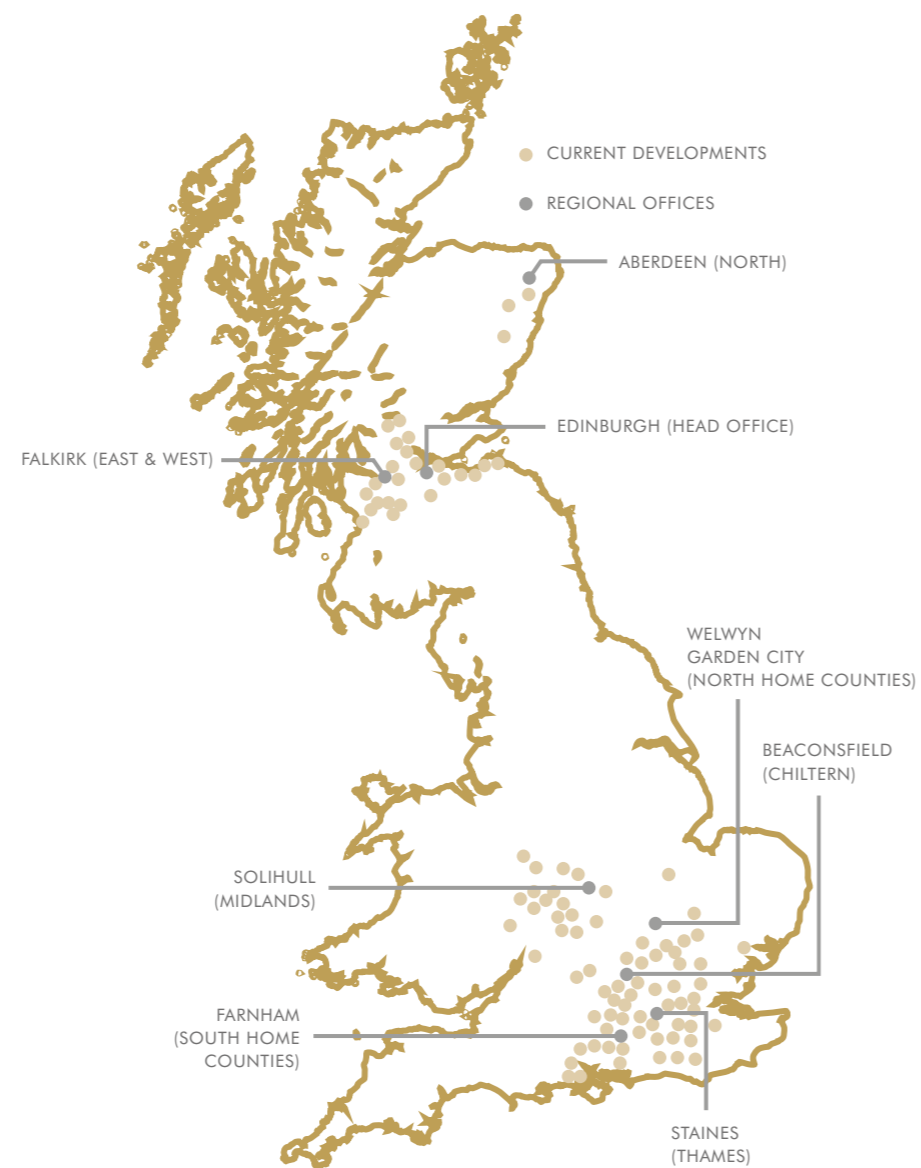 CURRENT DEVELOPMENTS
REGIONAL OFFICES
ABERDEEN (NORTH)
EDINBURGH (HEAD OFFICE)
FALKIRK (EAST & WEST)
WELWYN
GARDEN CITY
(NORTH HOME COUNTIES)
BEACONSFIELD
(CHILTERN)
SOLIHULL
(MIDLANDS)
FARNHAM
(SOUTH HOME
COUNTIES)
STAINES
(THAMES)